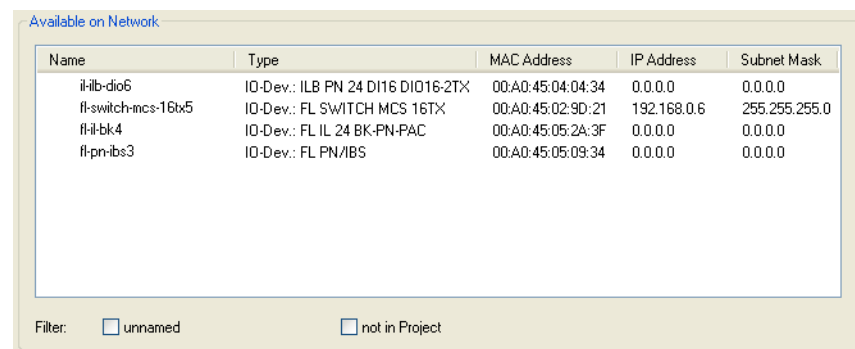 Available on Network
Name Type MAC Address IP Address Subnet Mask
il-ilb-dio6 IO-Dev.: ILB PN 24 DI16 DIO16-2TX 00:A0:45:04:04:34 0.0.0.0 0.0.0.0
fl-switch-mcs-16tx5 IO-Dev.: FL SWITCH MCS 16TX 00:A0:45:02:9D:21 192.168.0.6 255.255.255.0
fl-il-bk4 IO-Dev.: FL IL 24 BK-PN-PAC 00:A0:45:05:2A:3F 0.0.0.0 0.0.0.0
fl-pn-ibs3 IO-Dev.: FL PN/IBS 00:A0:45:05:09:34 0.0.0.0 0.0.0.0
Filter: unnamed not in Project